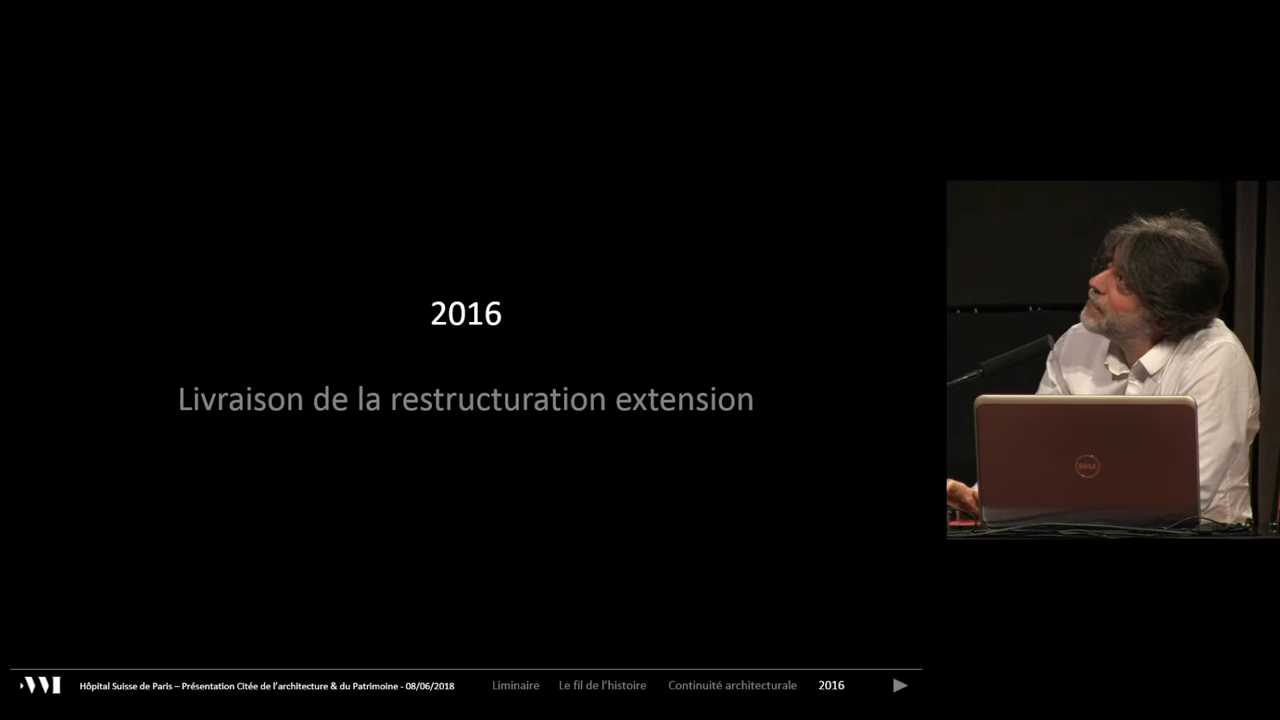 2016
Livraison de la restructuration extension
DELL
Hôpital Suisse de Paris – Présentation Citée de l'architecture & du Patrimoine - 08/06/2018
Liminaire
Le fil de l'histoire
Continuité architecturale
2016